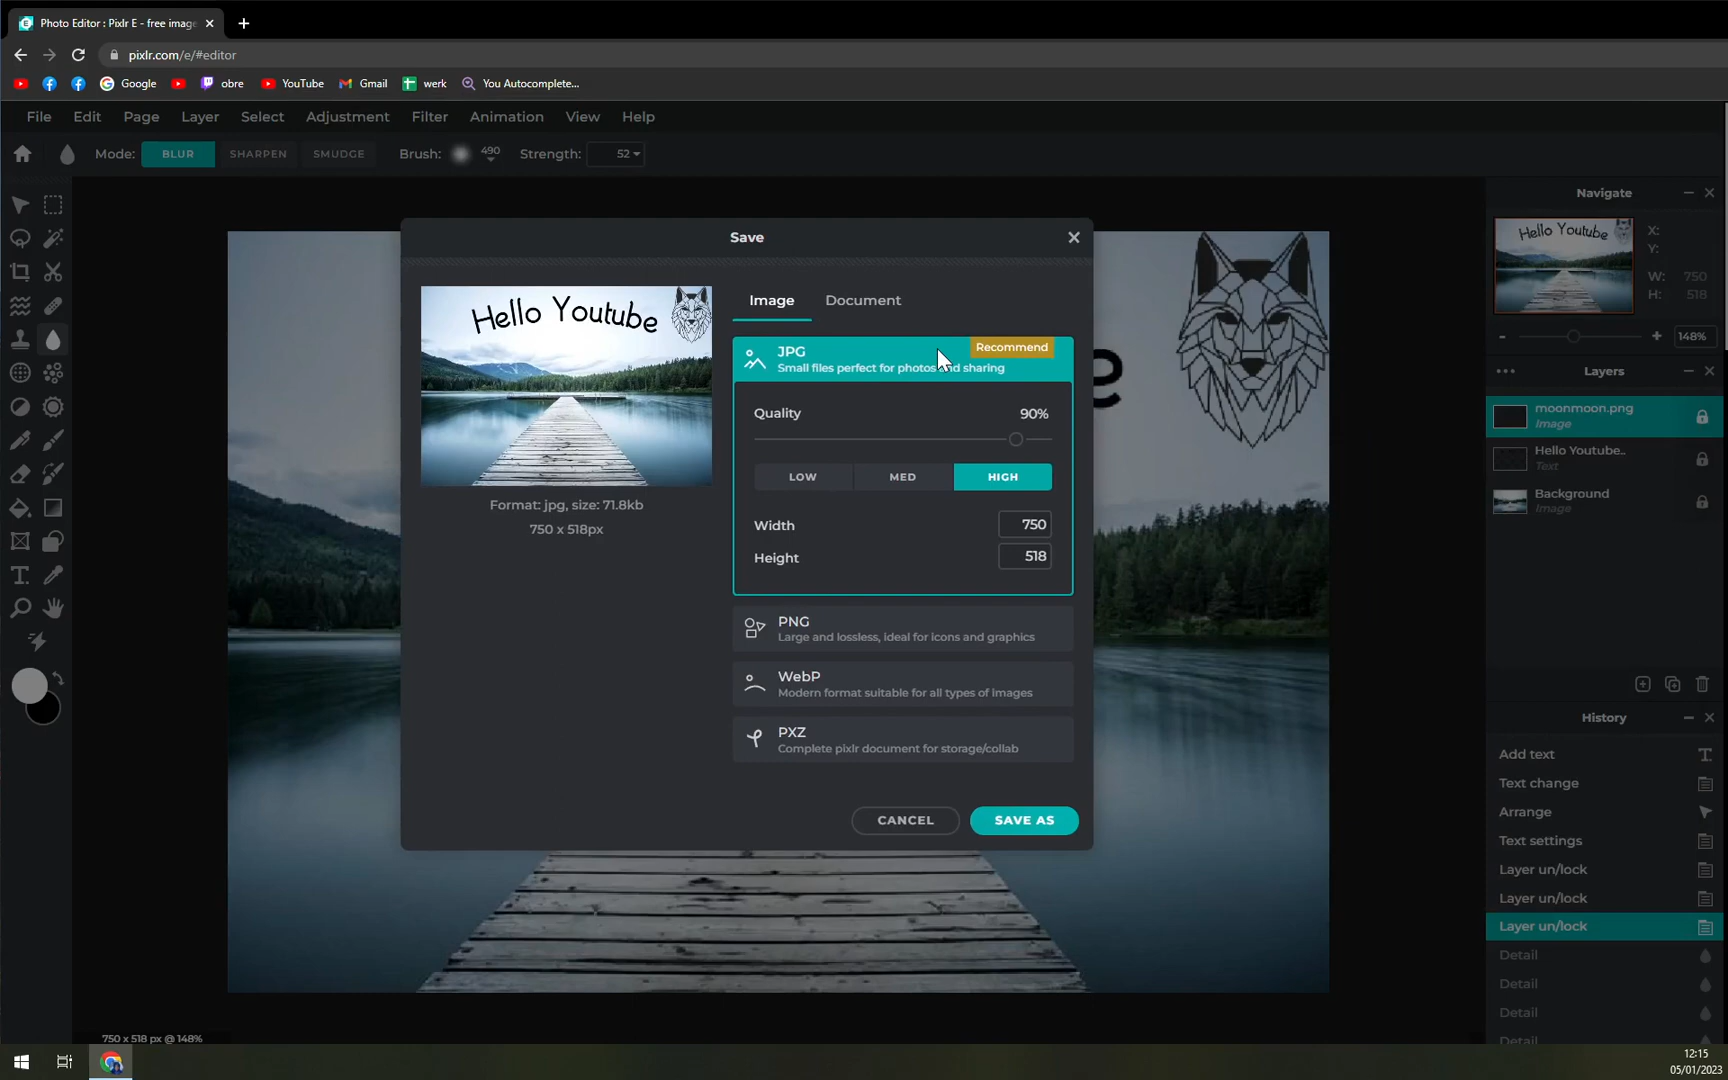 Photo Editor : Pixlr E - free image
pixlr.com/e/#editor
Google
obre
YouTube
Gmail
werk
You Autocomplete...
File Edit Page Layer Select Adjustment Filter Animation View Help
Mode: BLUR SHARPEN SMUDGE Brush: 490 Strength: 52
Save
Hello Youtube
Format: jpg, size: 71.8kb
750 x 518px
Image Document
JPG
Recommend
Small files perfect for photos and sharing
Quality 90%
LOW MED HIGH
Width 750
Height 518
PNG
Large and lossless, ideal for icons and graphics
WebP
Modern format suitable for all types of images
PXZ
Complete pixlr document for storage/collab
CANCEL SAVE AS
e
Navigate
Hello Youtube
X:
Y:
W: 750
H: 518
148%
Layers
moonmoon.png
Image
Hello Youtube..
Text
Background
Image
History
Add text
Text change
Arrange
Text settings
Layer un/lock
Layer un/lock
Layer un/lock
Detail
Detail
Detail
Detail
750 x 518 px @ 148%
12:15
05/01/2023